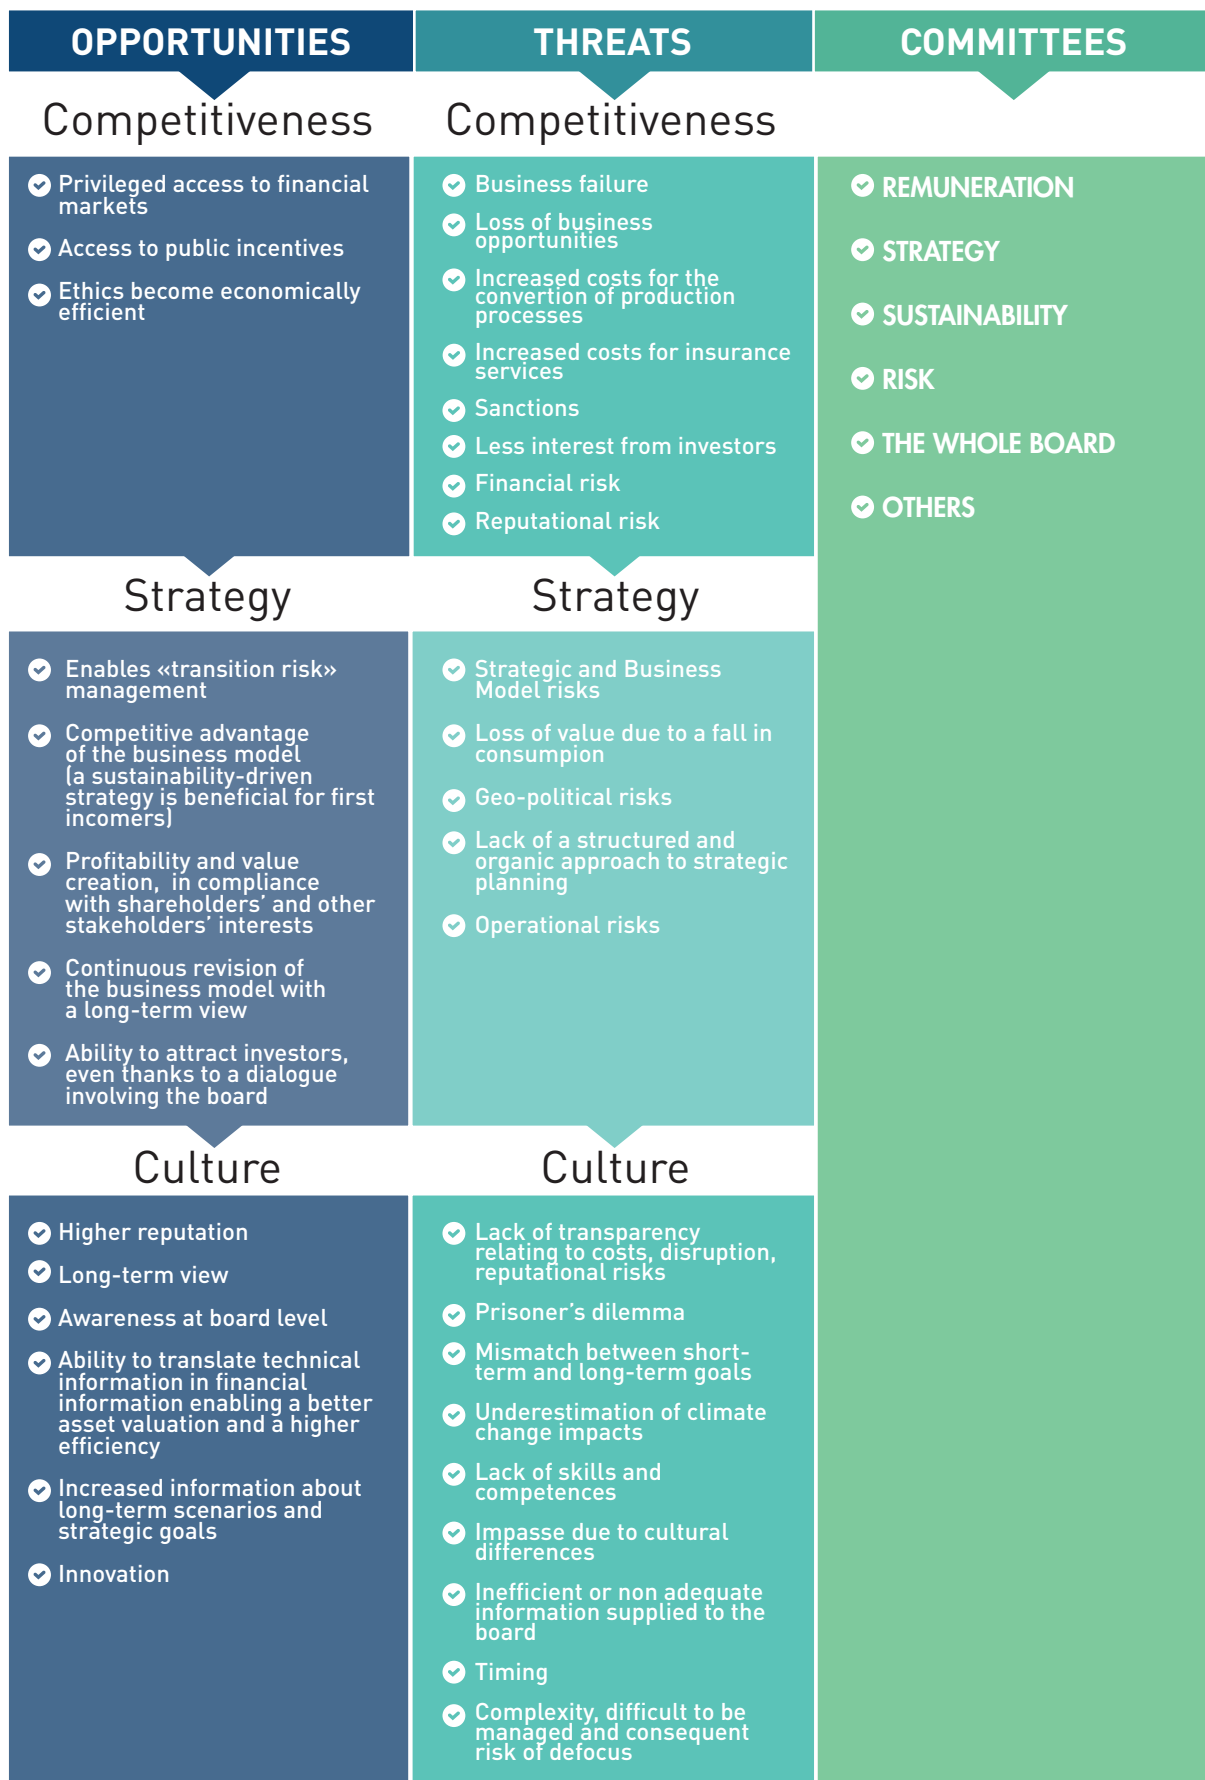 OPPORTUNITIES
Competitiveness
Privileged access to financial
markets
Access to public incentives
Ethics become economically
efficient
Strategy
Enables «transition risk»
management
Competitive advantage
of the business model
(a sustainability-driven
strategy is beneficial for first
incomers)
Profitability and value
creation, in compliance
with shareholders’ and other
stakeholders’ interests
Continuous revision of
the business model with
a long-term view
Ability to attract investors,
even thanks to a dialogue
involving the board
Culture
Higher reputation
Long-term view
Awareness at board level
Ability to translate technical
information in financial
information enabling a better
asset valuation and a higher
efficiency
Increased information about
long-term scenarios and
strategic goals
Innovation
THREATS
Competitiveness
Business failure
Loss of business
opportunities
Increased costs for the
convertion of production
processes
Increased costs for insurance
services
Sanctions
Less interest from investors
Financial risk
Reputational risk
Strategy
Strategic and Business
Model risks
Loss of value due to a fall in
consumpion
Geo-political risks
Lack of a structured and
organic approach to strategic
planning
Operational risks
Culture
Lack of transparency
relating to costs, disruption,
reputational risks
Prisoner’s dilemma
Mismatch between short-
term and long-term goals
Underestimation of climate
change impacts
Lack of skills and
competences
Impasse due to cultural
differences
Inefficient or non adequate
information supplied to the
board
Timing
Complexity, difficult to be
managed and consequent
risk of defocus
COMMITTEES
REMUNERATION
STRATEGY
SUSTAINABILITY
RISK
THE WHOLE BOARD
OTHERS